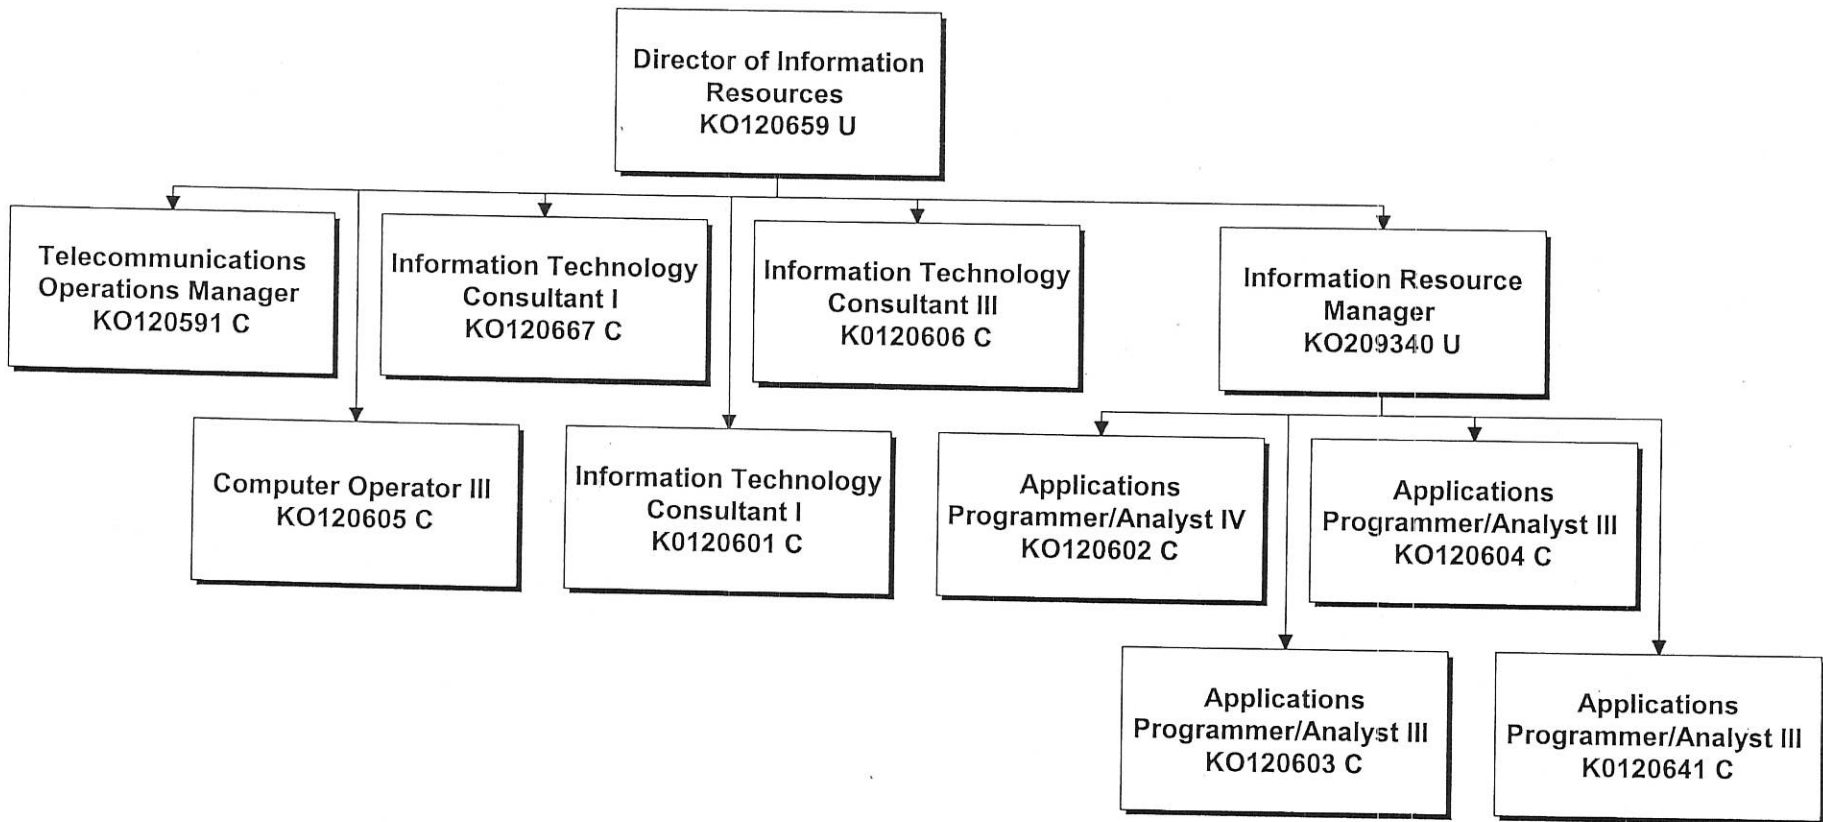 Director of Information
Resources
KO120659 U
Telecommunications
Operations Manager
KO120591 C
Information Technology
Consultant I
KO120667 C
Information Technology
Consultant III
K0120606 C
Information Resource
Manager
KO209340 U
Computer Operator III
KO120605 C
Information Technology
Consultant I
K0120601 C
Applications
Programmer/Analyst IV
KO120602 C
Applications
Programmer/Analyst III
KO120604 C
Applications
Programmer/Analyst III
KO120603 C
Applications
Programmer/Analyst III
K0120641 C